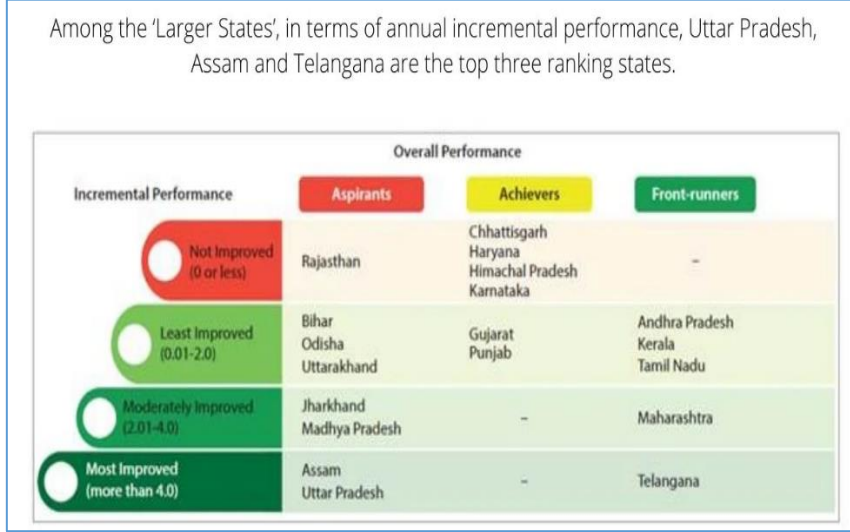 Among the ‘Larger States’, in terms of annual incremental performance, Uttar Pradesh,
Assam and Telangana are the top three ranking states.
Overall Performance
Incremental Performance
Aspirants
Achievers
Front-runners
Not Improved
(0 or less)
Rajasthan
Chhattisgarh
Haryana
Himachal Pradesh
Karnataka
–
Least Improved
(0.01-2.0)
Bihar
Odisha
Uttarakhand
Gujarat
Punjab
Andhra Pradesh
Kerala
Tamil Nadu
Moderately Improved
(2.01-4.0)
Jharkhand
Madhya Pradesh
–
Maharashtra
Most Improved
(more than 4.0)
Assam
Uttar Pradesh
–
Telangana